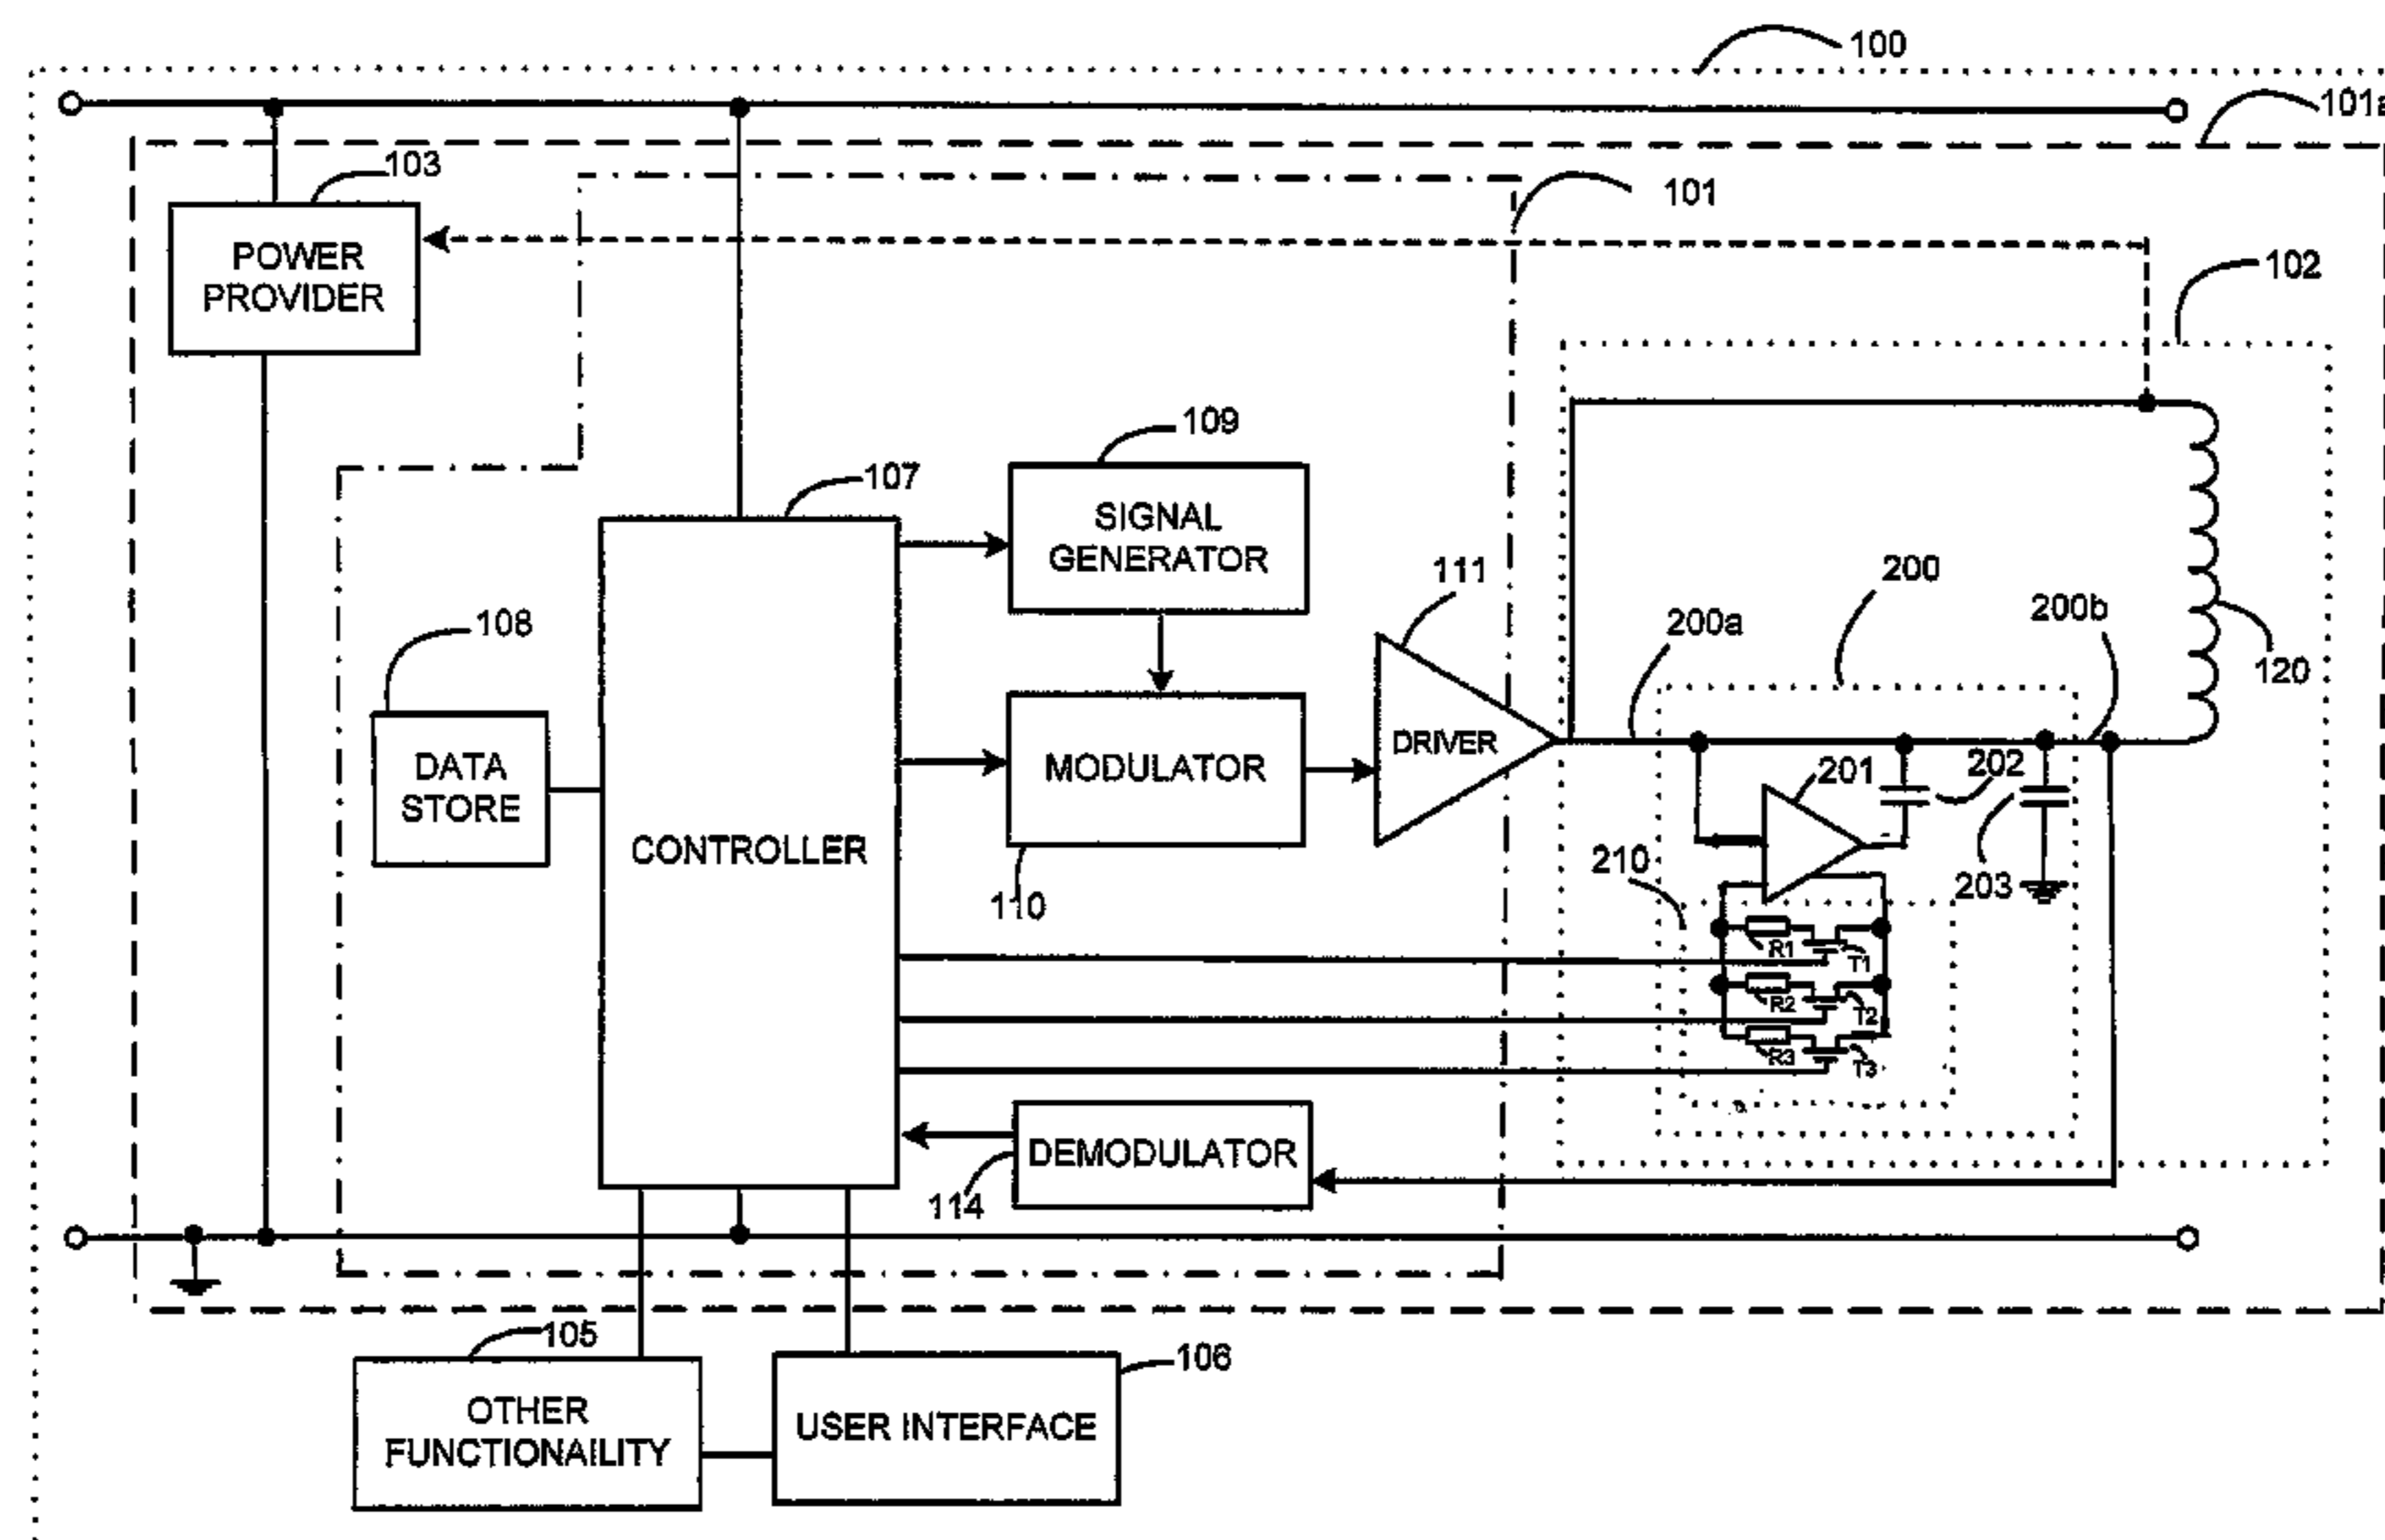 100
101a
103
101
POWER
PROVIDER
102
109
107
SIGNAL
GENERATOR
111
200
200b
108
200a
120
DATA
STORE
MODULATOR
DRIVER
201
202
CONTROLLER
210
203
110
R1
T1
R2
T2
R3
T3
DEMODULATOR
114
105
106
OTHER
FUNCTIONAILITY
USER INTERFACE